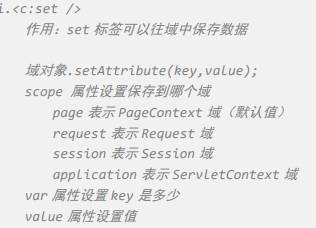 i.<c:set />
作用：set 标签可以往域中保存数据
域对象.setAttribute(key,value);
scope 属性设置保存到哪个域
page 表示 PageContext 域（默认值）
request 表示 Request 域
session 表示 Session 域
application 表示 ServletContext 域
var 属性设置 key 是多少
value 属性设置值